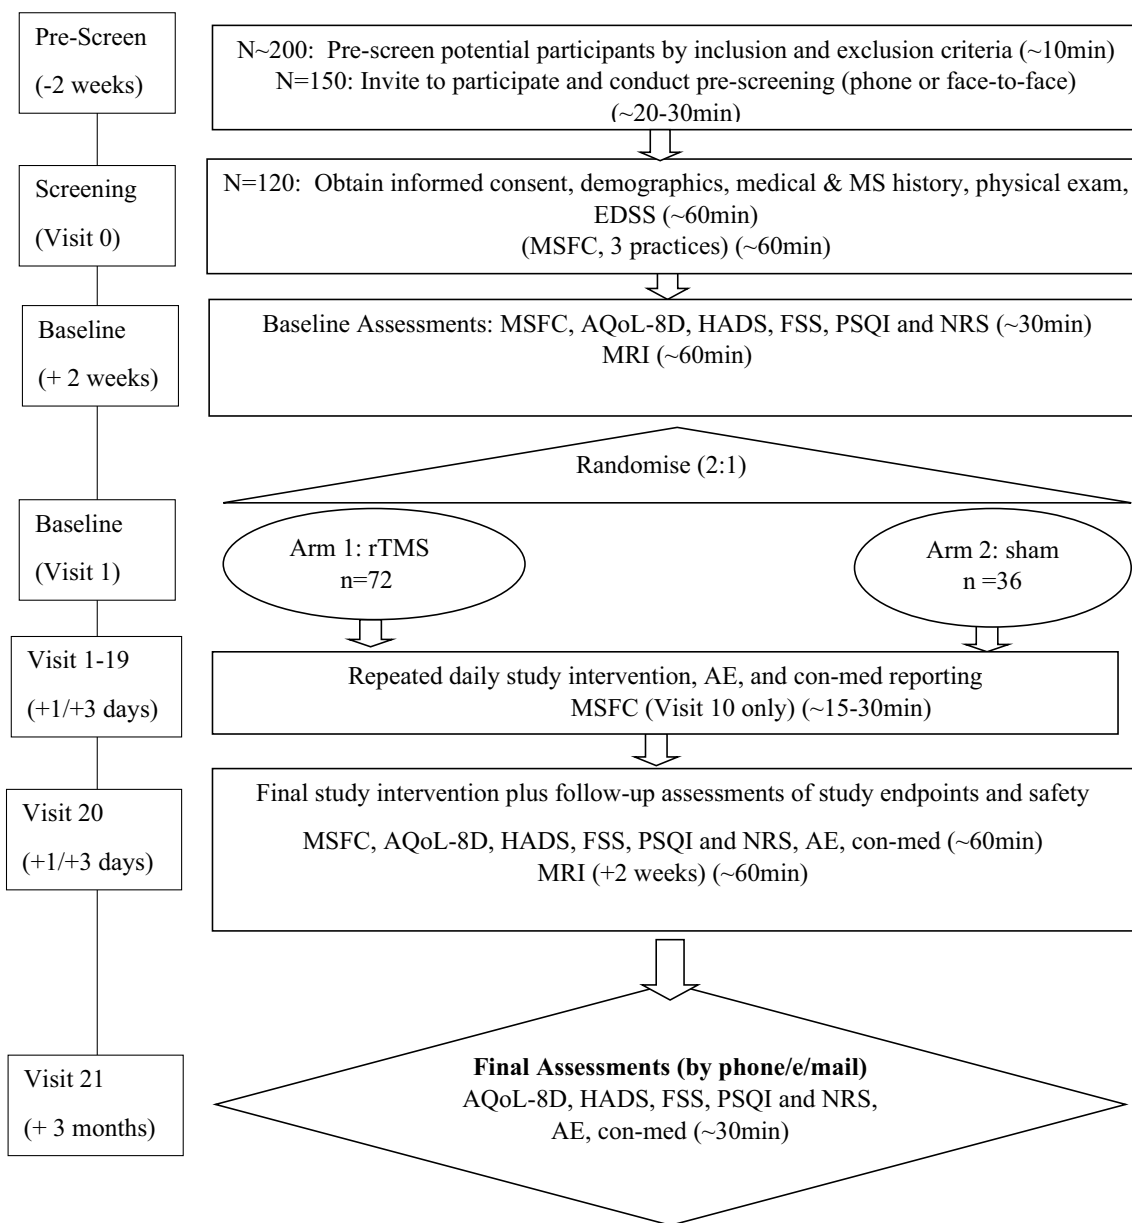 Pre-Screen
(-2 weeks)
N~200: Pre-screen potential participants by inclusion and exclusion criteria (~10min)
N=150: Invite to participate and conduct pre-screening (phone or face-to-face)
(~20-30min)
Screening
(Visit 0)
N=120: Obtain informed consent, demographics, medical & MS history, physical exam,
EDSS (~60min)
(MSFC, 3 practices) (~60min)
Baseline
(+ 2 weeks)
Baseline Assessments: MSFC, AQoL-8D, HADS, FSS, PSQI and NRS (~30min)
MRI (~60min)
Randomise (2:1)
Baseline
(Visit 1)
Arm 1: rTMS
n=72
Arm 2: sham
n =36
Visit 1-19
(+1/+3 days)
Repeated daily study intervention, AE, and con-med reporting
MSFC (Visit 10 only) (~15-30min)
Visit 20
(+1/+3 days)
Final study intervention plus follow-up assessments of study endpoints and safety
MSFC, AQoL-8D, HADS, FSS, PSQI and NRS, AE, con-med (~60min)
MRI (+2 weeks) (~60min)
Visit 21
(+ 3 months)
Final Assessments (by phone/e/mail)
AQoL-8D, HADS, FSS, PSQI and NRS,
AE, con-med (~30min)